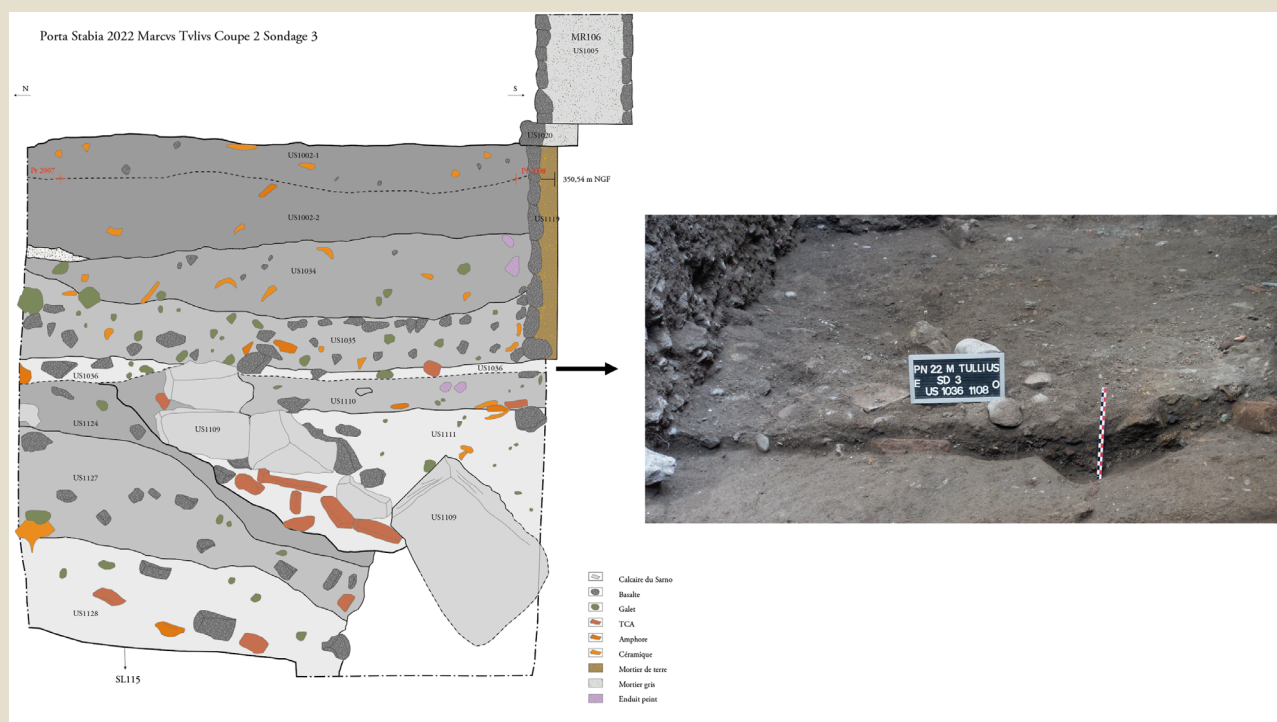 Porta Stabia 2022 Marcvs Tvlivs Coupe 2 Sondage 3
MR106
US1005
N
S
US1020
US1002-1
Pr 2007
350,54 m NGF
US1002-2
US1119
US1034
US1035
US1036
US1036
US1110
US1124
US1109
US1111
US1127
US1109
US1128
SL115
PN 22 M TULLIUS
SD 3
E US 1036 1108 O
Calcaire du Sarno
Basalte
Galet
TCA
Amphore
Céramique
Mortier de terre
Mortier gris
Enduit peint